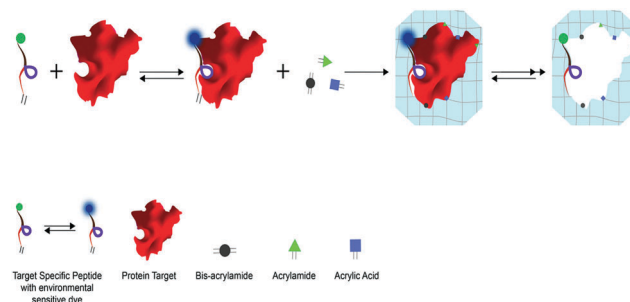 Target Specific Peptide
with environmental
sensitive dye
Protein Target
Bis-acrylamide
Acrylamide
Acrylic Acid